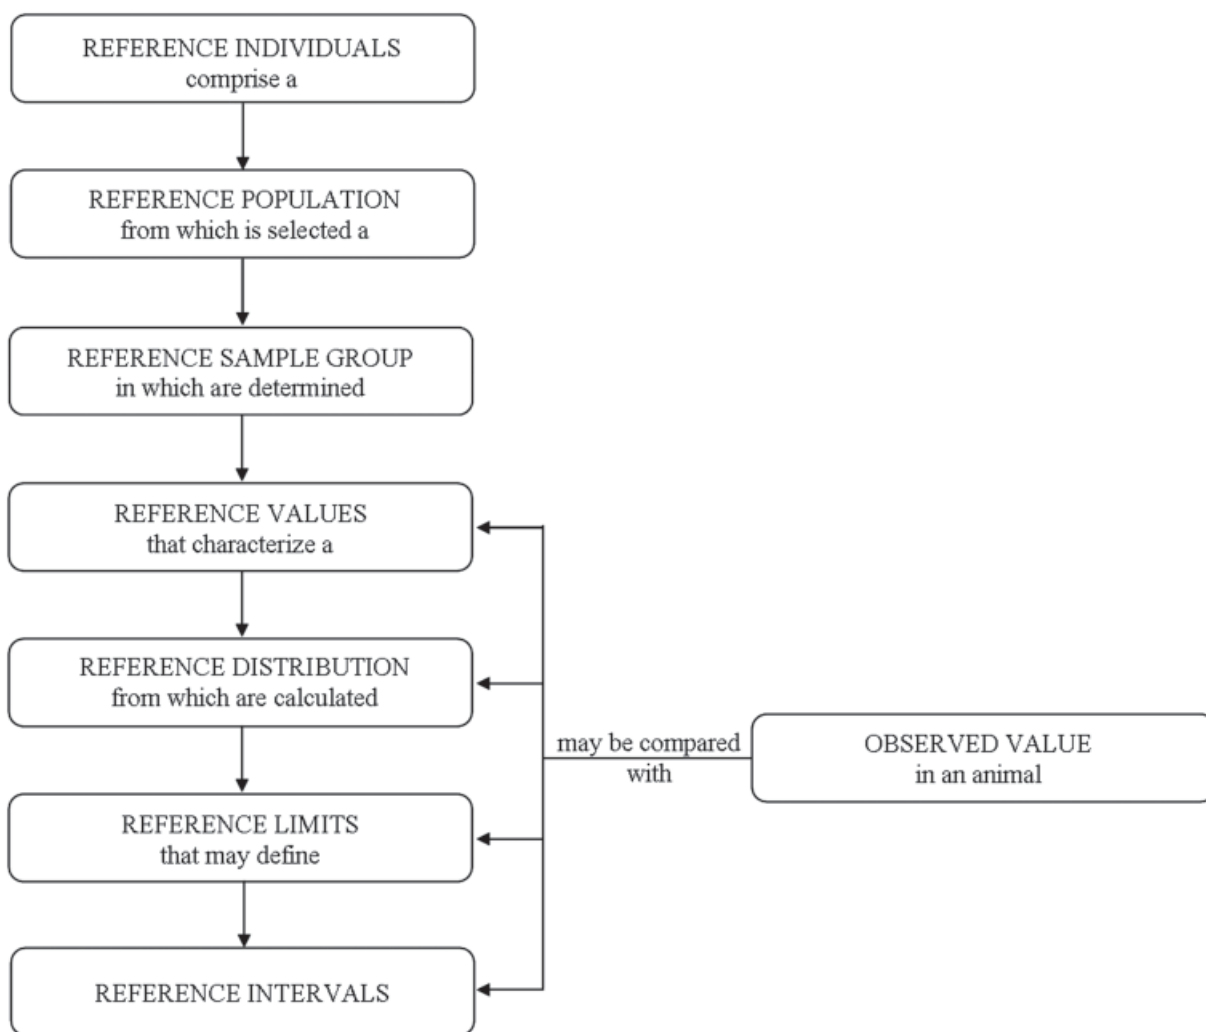 REFERENCE INDIVIDUALS
comprise a
REFERENCE POPULATION
from which is selected a
REFERENCE SAMPLE GROUP
in which are determined
REFERENCE VALUES
that characterize a
REFERENCE DISTRIBUTION
from which are calculated
REFERENCE LIMITS
that may define
REFERENCE INTERVALS
may be compared
with
OBSERVED VALUE
in an animal